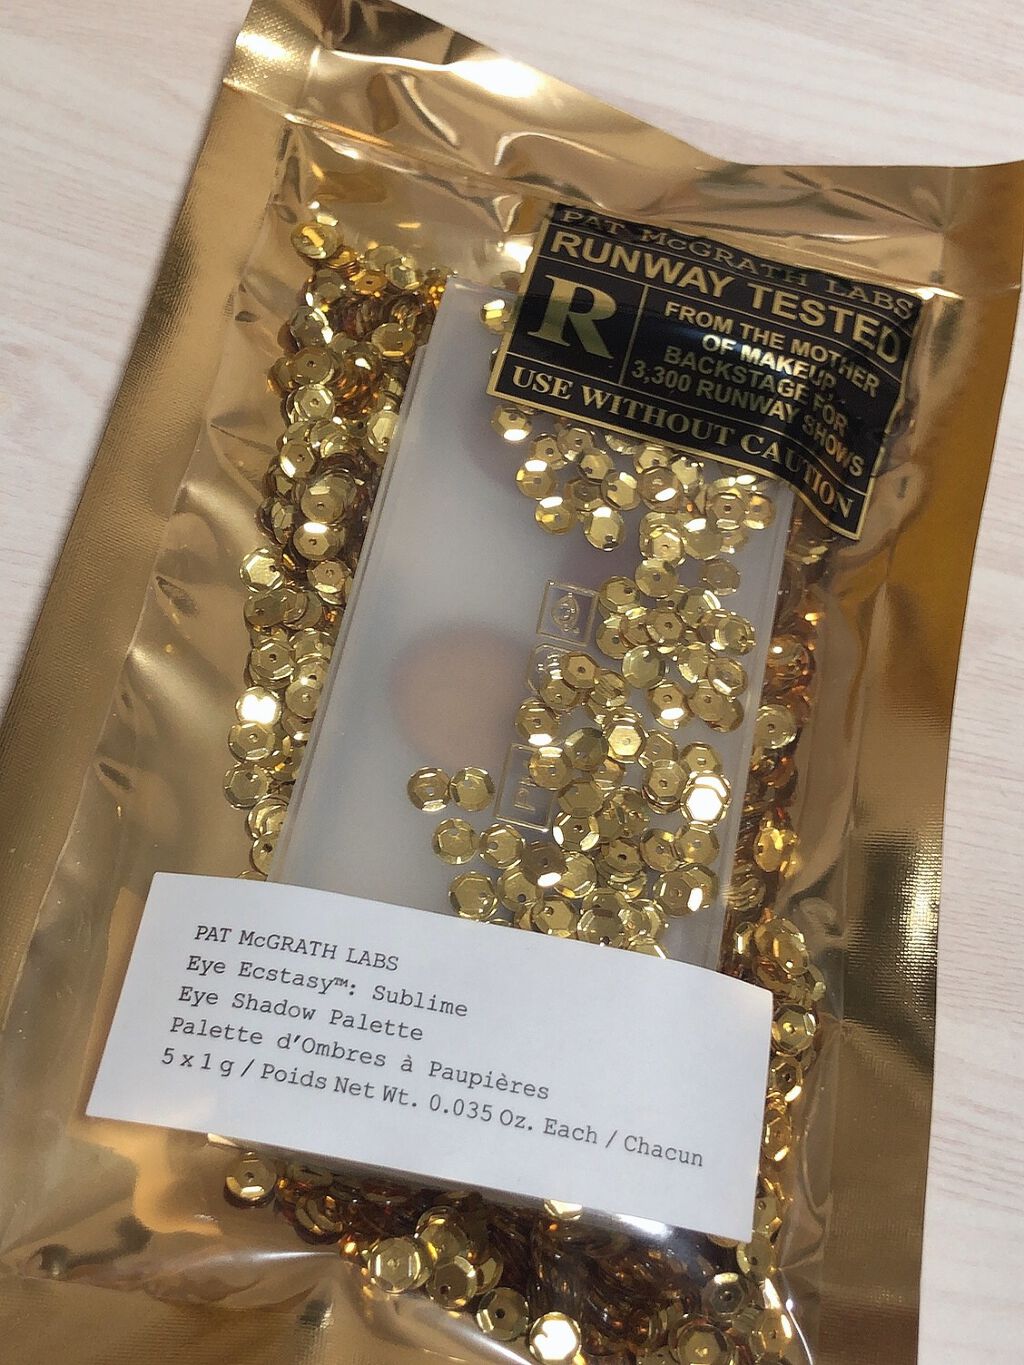 PAT McGRATH LABS
RUNWAY TESTED
R
FROM THE MOTHER
OF MAKEUP...
BACKSTAGE FOR
3,300 RUNWAY SHOWS
USE WITHOUT CAUTION
PAT McGRATH LABS
Eye Ecstasy™: Sublime
Eye Shadow Palette
Palette d’Ombres à Paupières
5 x 1 g / Poids Net Wt. 0.035 Oz. Each / Chacun